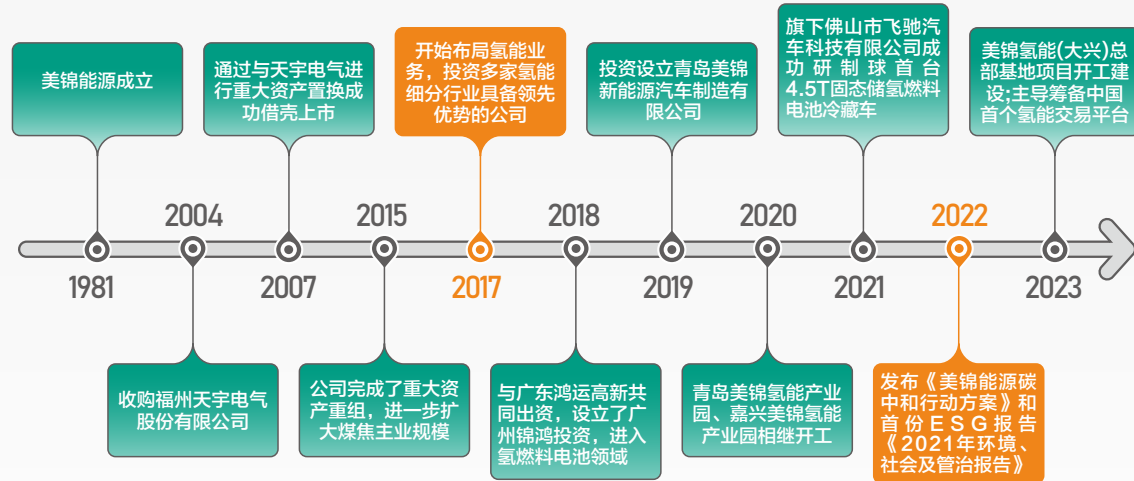 美锦能源成立
通过与天宇电气进
行重大资产置换成
功借壳上市
开始布局氢能业
务，投资多家氢能
细分行业具备领先
优势的公司
投资设立青岛美锦
新能源汽车制造有
限公司
旗下佛山市飞驰汽
车科技有限公司成
功研制球首台
4.5T固态储氢燃料
电池冷藏车
美锦氢能(大兴)总
部基地项目开工建
设;主导筹备中国
首个氢能交易平台
2004
2015
2018
2020
2022
1981
2007
2017
2019
2021
2023
收购福州天宇电气
股份有限公司
公司完成了重大资
产重组，进一步扩
大煤焦主业规模
与广东鸿运高新共
同出资，设立了广
州锦鸿投资，进入
氢燃料电池领域
青岛美锦氢能产业
园、嘉兴美锦氢能
产业园相继开工
发布《美锦能源碳
中和行动方案》和
首份ESG报告
《2021年环境、
社会及管治报告》